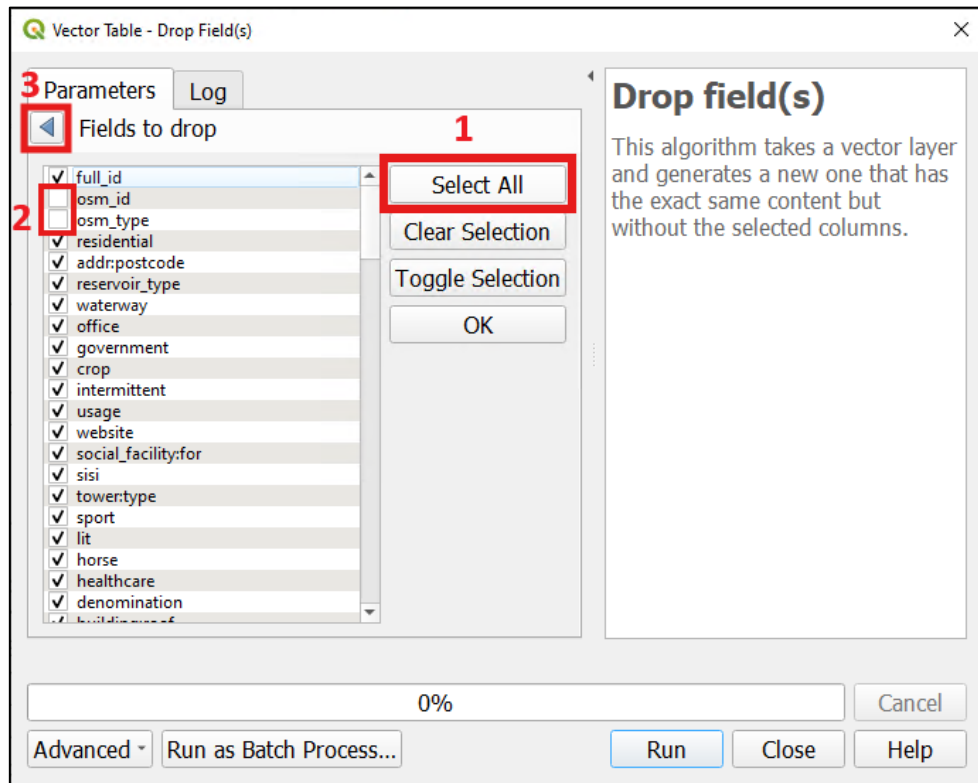 Vector Table - Drop Field(s)
3
Parameters
Log
Fields to drop
1
2
full_id
osm_id
osm_type
residential
addr:postcode
reservoir_type
waterway
office
government
crop
intermittent
usage
website
social_facility:for
sisi
tower:type
sport
lit
horse
healthcare
denomination
Select All
Clear Selection
Toggle Selection
OK
Drop field(s)
This algorithm takes a vector layer
and generates a new one that has
the exact same content but
without the selected columns.
0%
Cancel
Advanced
Run as Batch Process...
Run
Close
Help